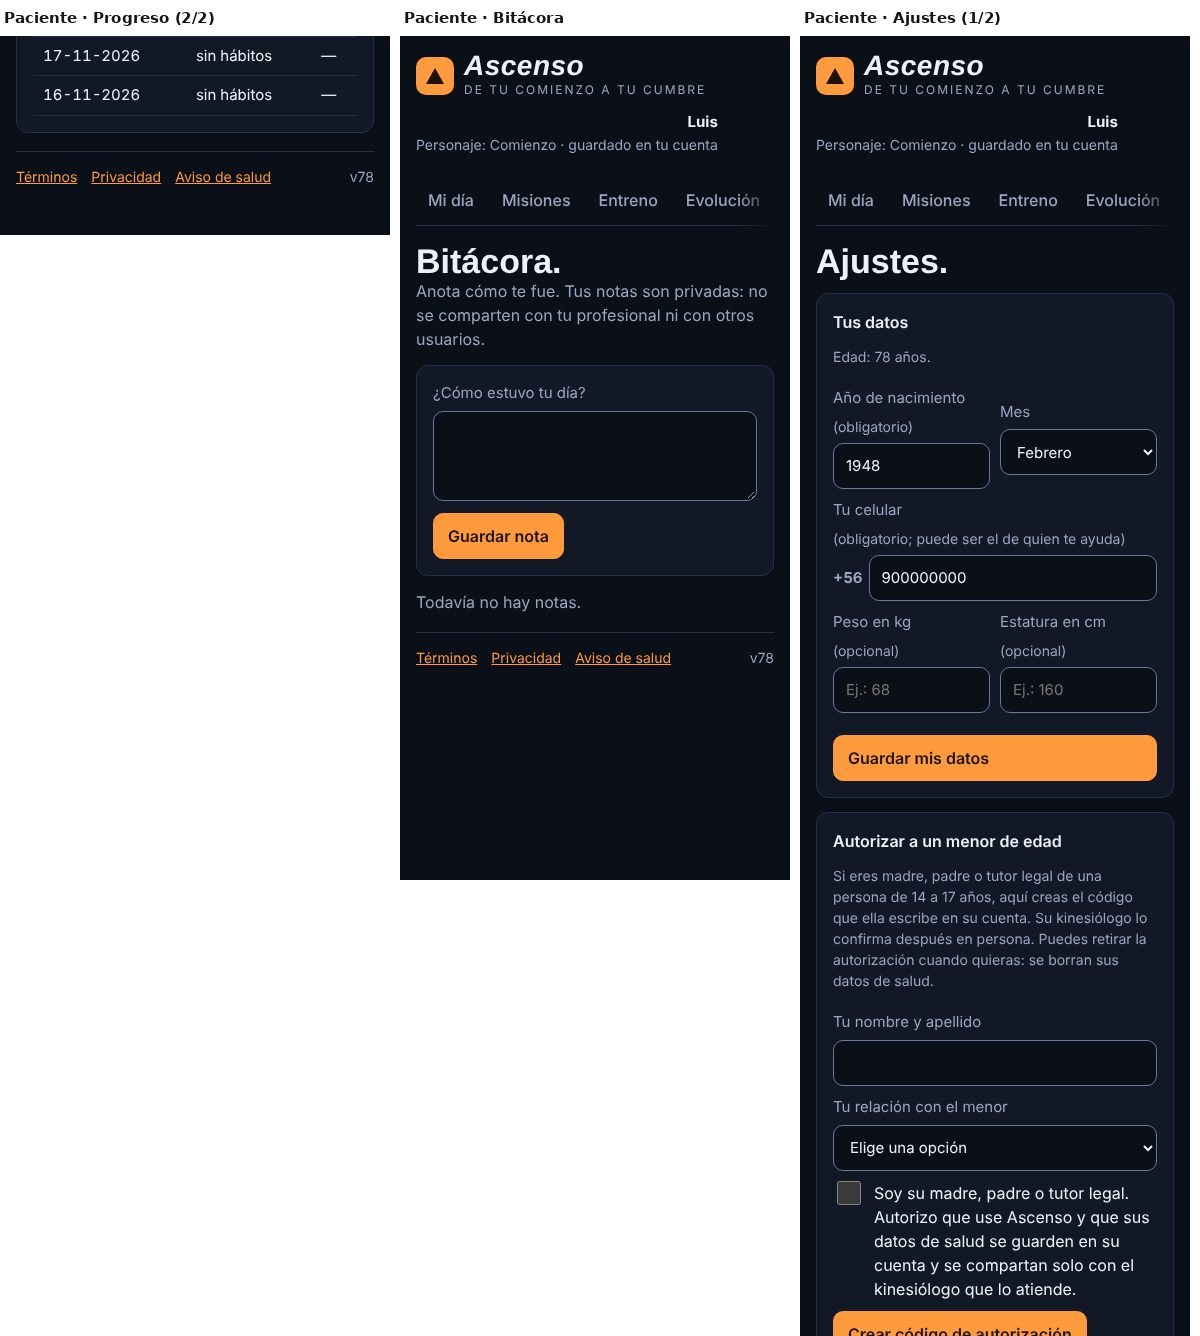 Paciente · Progreso (2/2)
17-11-2026 sin hábitos —
16-11-2026 sin hábitos —
Términos Privacidad Aviso de salud v78
Paciente · Bitácora
Ascenso
DE TU COMIENZO A TU CUMBRE
Luis
Personaje: Comienzo · guardado en tu cuenta
Mi día Misiones Entreno Evolución
Bitácora.
Anota cómo te fue. Tus notas son privadas: no
se comparten con tu profesional ni con otros
usuarios.
¿Cómo estuvo tu día?
Guardar nota
Todavía no hay notas.
Términos Privacidad Aviso de salud v78
Paciente · Ajustes (1/2)
Ascenso
DE TU COMIENZO A TU CUMBRE
Luis
Personaje: Comienzo · guardado en tu cuenta
Mi día Misiones Entreno Evolución
Ajustes.
Tus datos
Edad: 78 años.
Año de nacimiento
(obligatorio)
1948
Mes
Febrero
Tu celular
(obligatorio; puede ser el de quien te ayuda)
+56 900000000
Peso en kg
(opcional)
Ej.: 68
Estatura en cm
(opcional)
Ej.: 160
Guardar mis datos
Autorizar a un menor de edad
Si eres madre, padre o tutor legal de una
persona de 14 a 17 años, aquí creas el código
que ella escribe en su cuenta. Su kinesiólogo lo
confirma después en persona. Puedes retirar la
autorización cuando quieras: se borran sus
datos de salud.
Tu nombre y apellido
Tu relación con el menor
Elige una opción
Soy su madre, padre o tutor legal.
Autorizo que use Ascenso y que sus
datos de salud se guarden en su
cuenta y se compartan solo con el
kinesiólogo que lo atiende.
Crear código de autorización